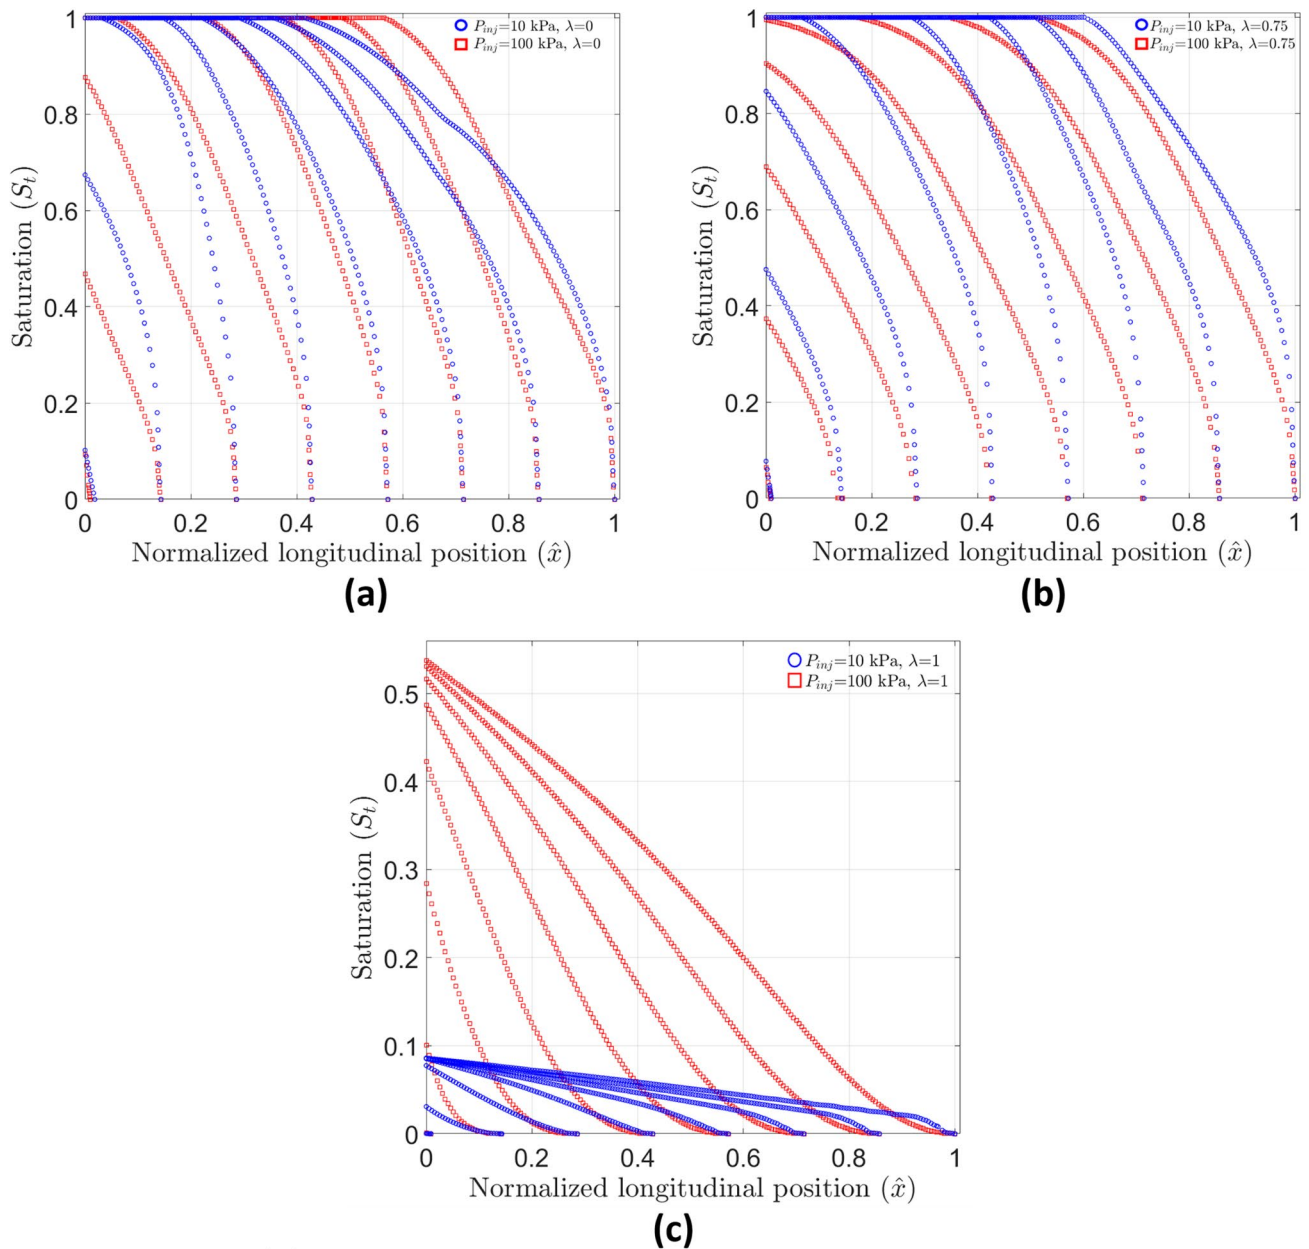 P_inj=10 kPa, λ=0
P_inj=100 kPa, λ=0
Saturation (S_t)
1
0.8
0.6
0.4
0.2
0
0 0.2 0.4 0.6 0.8 1
Normalized longitudinal position (x̂)
(a)
P_inj=10 kPa, λ=0.75
P_inj=100 kPa, λ=0.75
Saturation (S_t)
1
0.8
0.6
0.4
0.2
0
0 0.2 0.4 0.6 0.8 1
Normalized longitudinal position (x̂)
(b)
P_inj=10 kPa, λ=1
P_inj=100 kPa, λ=1
Saturation (S_t)
0.5
0.4
0.3
0.2
0.1
0
0 0.2 0.4 0.6 0.8 1
Normalized longitudinal position (x̂)
(c)